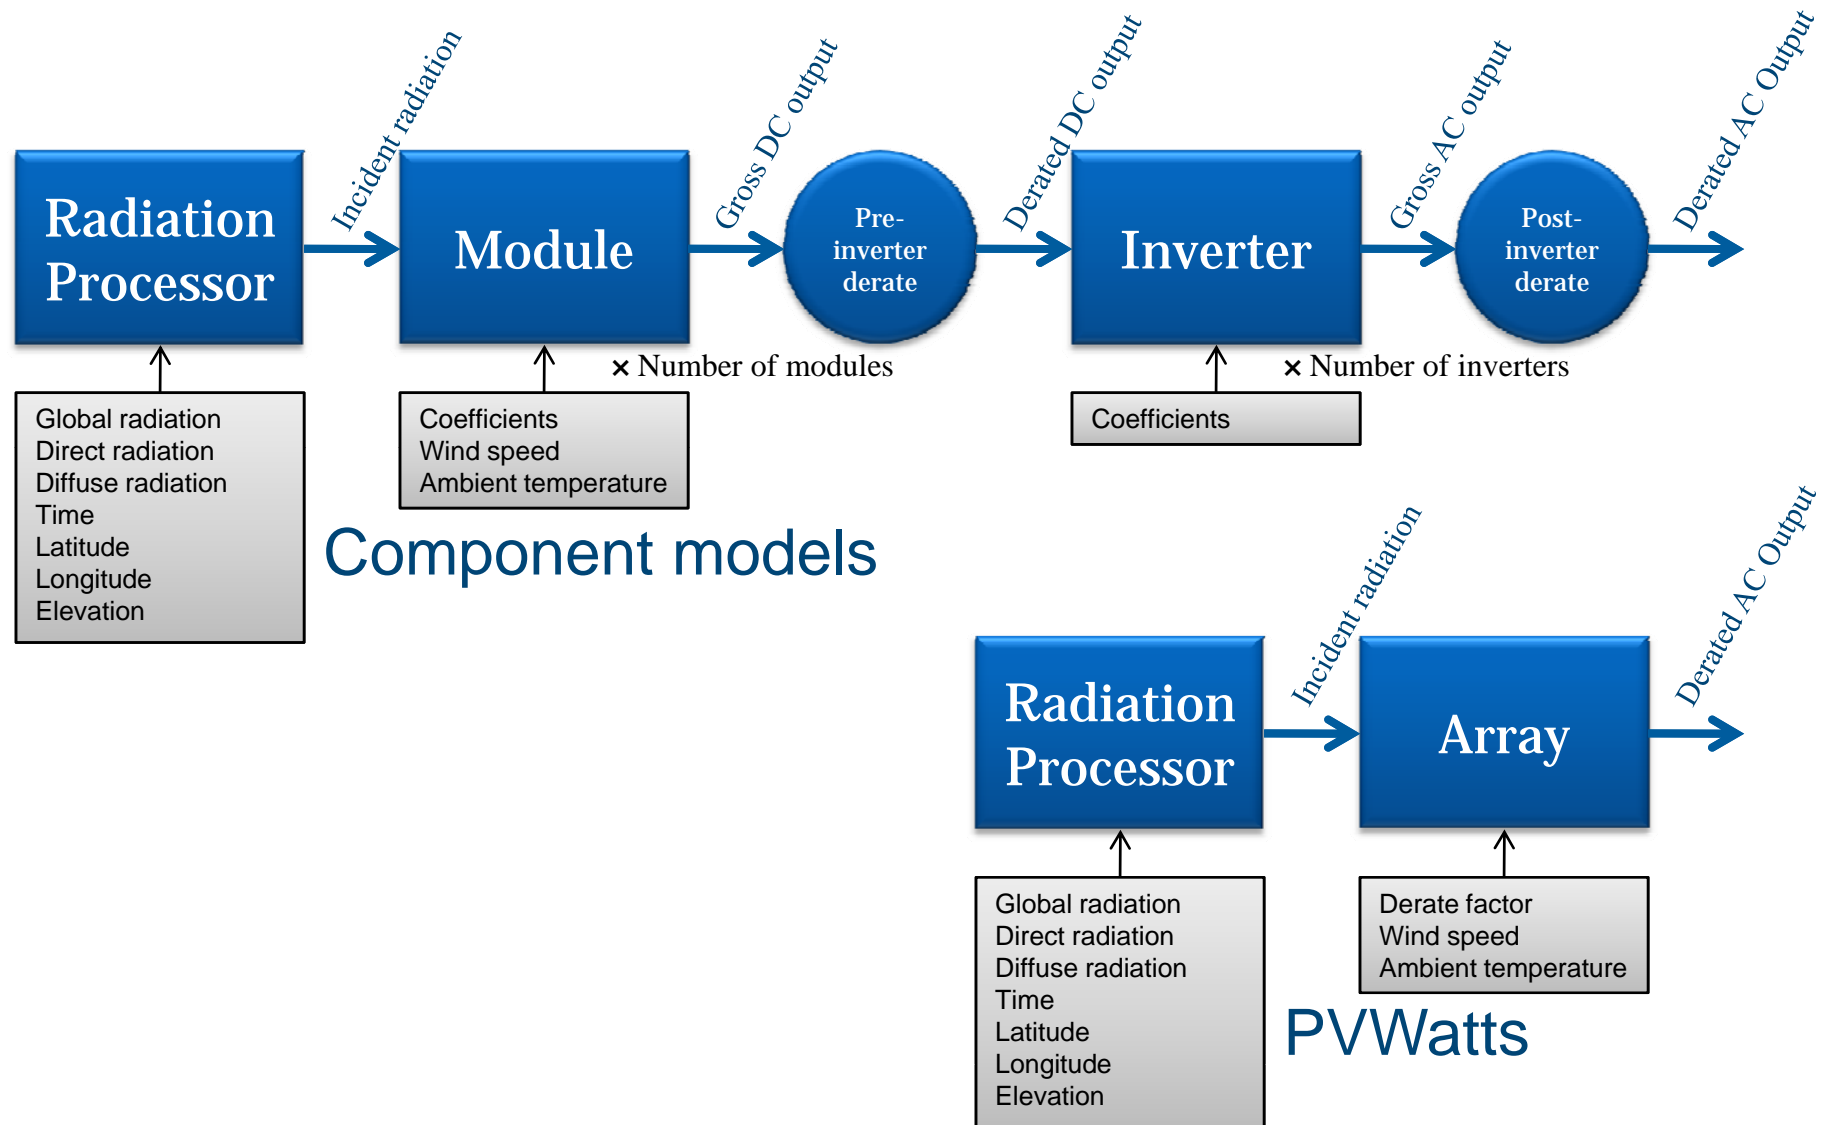 Incident radiation
Gross DC output
Derated DC output
Gross AC output
Derated AC Output
Radiation
Processor
Module
Pre-
inverter
derate
Inverter
Post-
inverter
derate
× Number of modules
× Number of inverters
Global radiation
Direct radiation
Diffuse radiation
Time
Latitude
Longitude
Elevation
Coefficients
Wind speed
Ambient temperature
Coefficients
Component models
Incident radiation
Derated AC Output
Radiation
Processor
Array
Global radiation
Direct radiation
Diffuse radiation
Time
Latitude
Longitude
Elevation
Derate factor
Wind speed
Ambient temperature
PVWatts